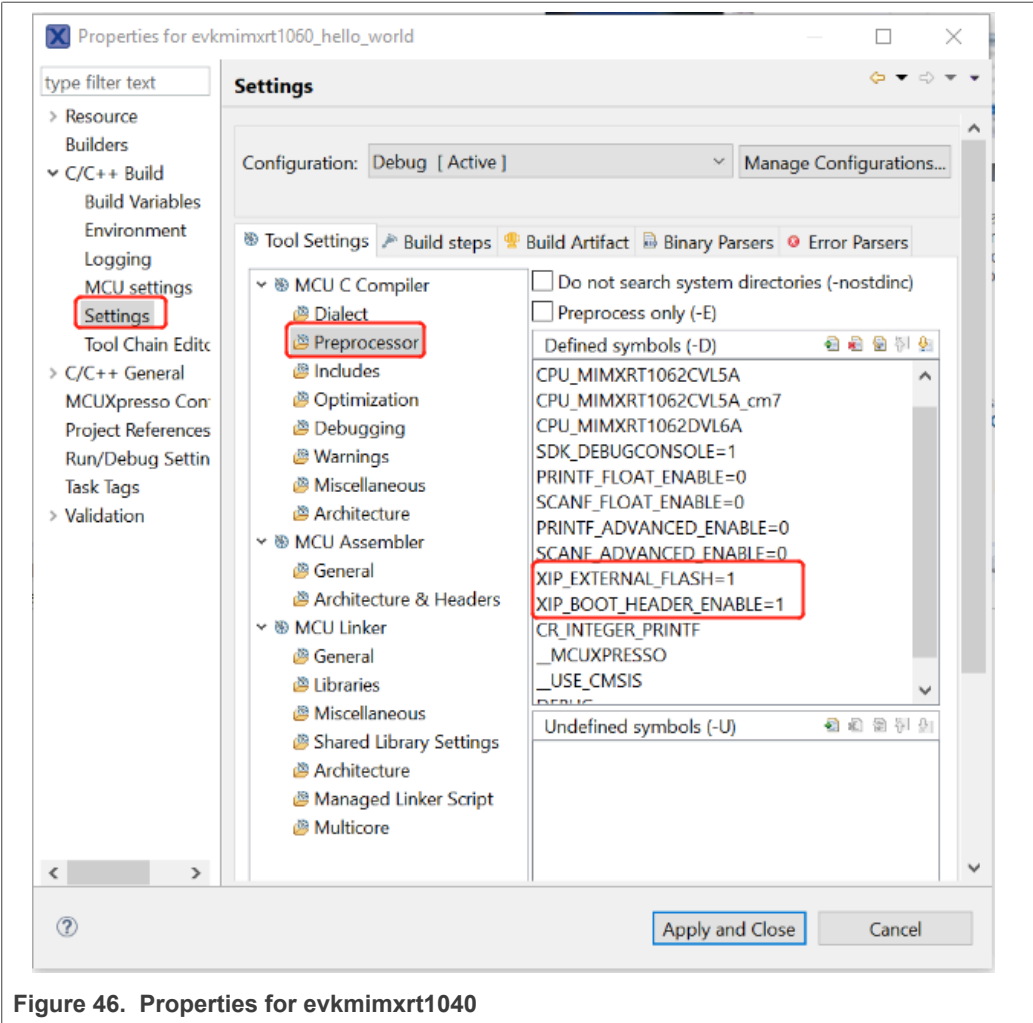 Properties for evkmimxrt1060_hello_world
type filter text
Resource
Builders
C/C++ Build
Build Variables
Environment
Logging
MCU settings
Settings
Tool Chain Edito
C/C++ General
MCUXpresso Con
Project References
Run/Debug Settin
Task Tags
Validation
Settings
Configuration: Debug [ Active ]
Manage Configurations...
Tool Settings Build steps Build Artifact Binary Parsers Error Parsers
MCU C Compiler
Dialect
Preprocessor
Includes
Optimization
Debugging
Warnings
Miscellaneous
Architecture
MCU Assembler
General
Architecture & Headers
MCU Linker
General
Libraries
Miscellaneous
Shared Library Settings
Architecture
Managed Linker Script
Multicore
Do not search system directories (-nostdinc)
Preprocess only (-E)
Defined symbols (-D)
CPU_MIMXRT1062CVL5A
CPU_MIMXRT1062CVL5A_cm7
CPU_MIMXRT1062DVL6A
SDK_DEBUGCONSOLE=1
PRINTF_FLOAT_ENABLE=0
SCANF_FLOAT_ENABLE=0
PRINTF_ADVANCED_ENABLE=0
SCANF_ADVANCED_ENABLE=0
XIP_EXTERNAL_FLASH=1
XIP_BOOT_HEADER_ENABLE=1
CR_INTEGER_PRINTF
__MCUXPRESSO
__USE_CMSIS
DEBUG
Undefined symbols (-U)
Apply and Close
Cancel
Figure 46. Properties for evkmimxrt1040